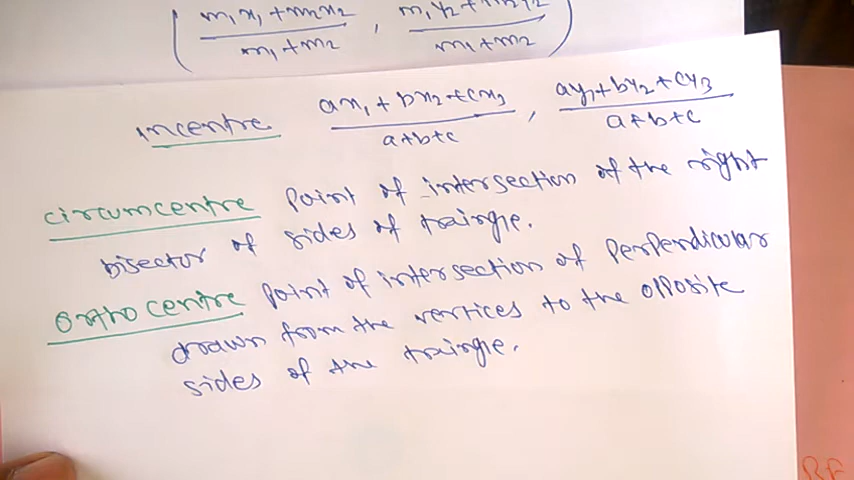 ( m₁x₁+m₂x₂ / m₁+m₂ , m₁y₂+m₂y₂ / m₁+m₂ )
incentre ax₁+bx₂+cx₃ / a+b+c , ay₁+by₂+cy₃ / a+b+c
circumcentre point of intersection of the right
bisector of sides of traingle.
orthocentre point of intersection of perpendicular
drawn from the vertices to the opposite
sides of the traingle.